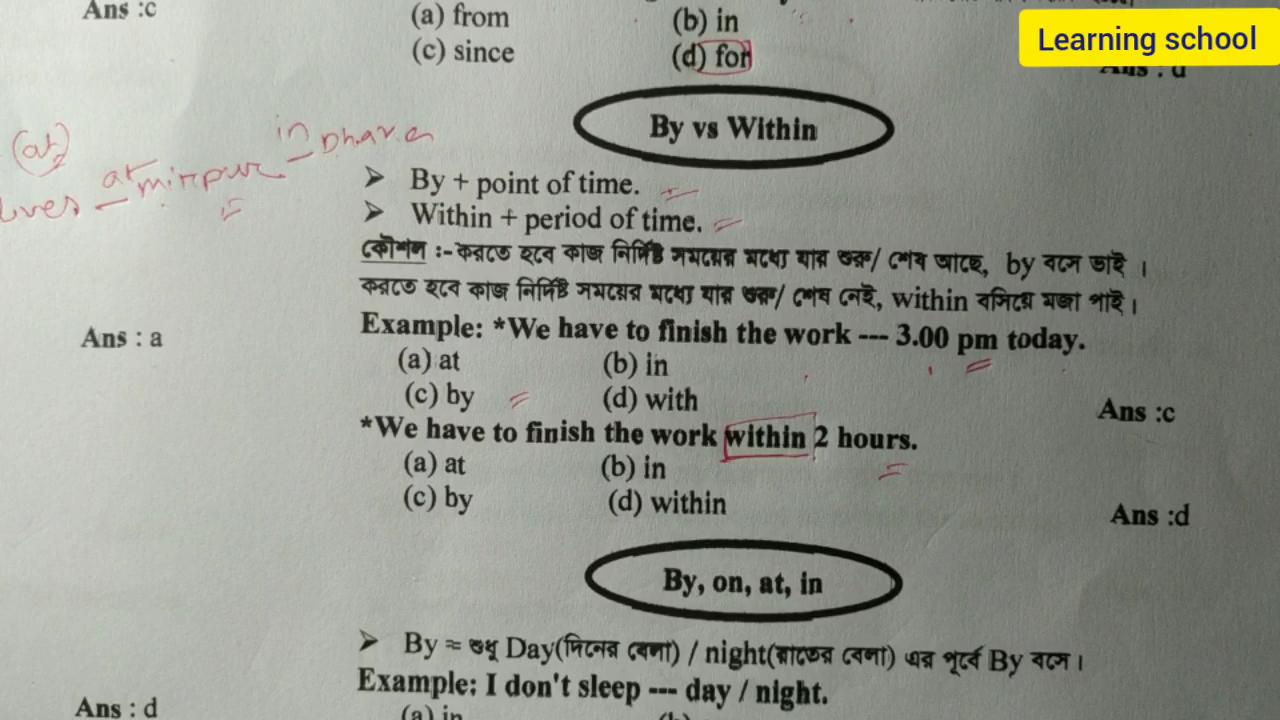 Ans :c
(a) from (b) in
(c) since (d) for
Learning school
By vs Within
(at)
lives at mirpur in Dhaka
➤ By + point of time.
➤ Within + period of time.
কৌশল :- করতে হবে কাজ নির্দিষ্ট সময়ের মধ্যে যার শুরু/ শেষ আছে, by বসে ভাই ।
করতে হবে কাজ নির্দিষ্ট সময়ের মধ্যে যার শুরু/ শেষ নেই, within বসিয়ে মজা পাই ।
Ans : a
Example: *We have to finish the work --- 3.00 pm today.
(a) at (b) in
(c) by (d) with
Ans :c
*We have to finish the work within 2 hours.
(a) at (b) in
(c) by (d) within
Ans :d
By, on, at, in
➤ By = শুধু Day(দিনের বেলা) / night(রাতের বেলা) এর পূর্বে By বসে ।
Example: I don't sleep --- day / night.
Ans : d
(a) in